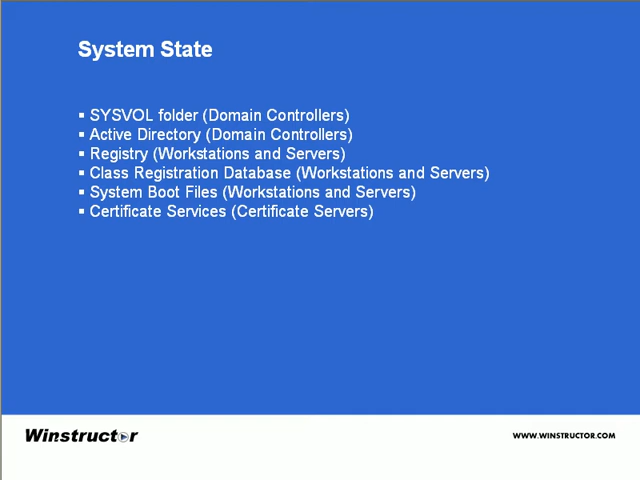 System State
▪ SYSVOL folder (Domain Controllers)
▪ Active Directory (Domain Controllers)
▪ Registry (Workstations and Servers)
▪ Class Registration Database (Workstations and Servers)
▪ System Boot Files (Workstations and Servers)
▪ Certificate Services (Certificate Servers)
Winstructor
WWW.WINSTRUCTOR.COM